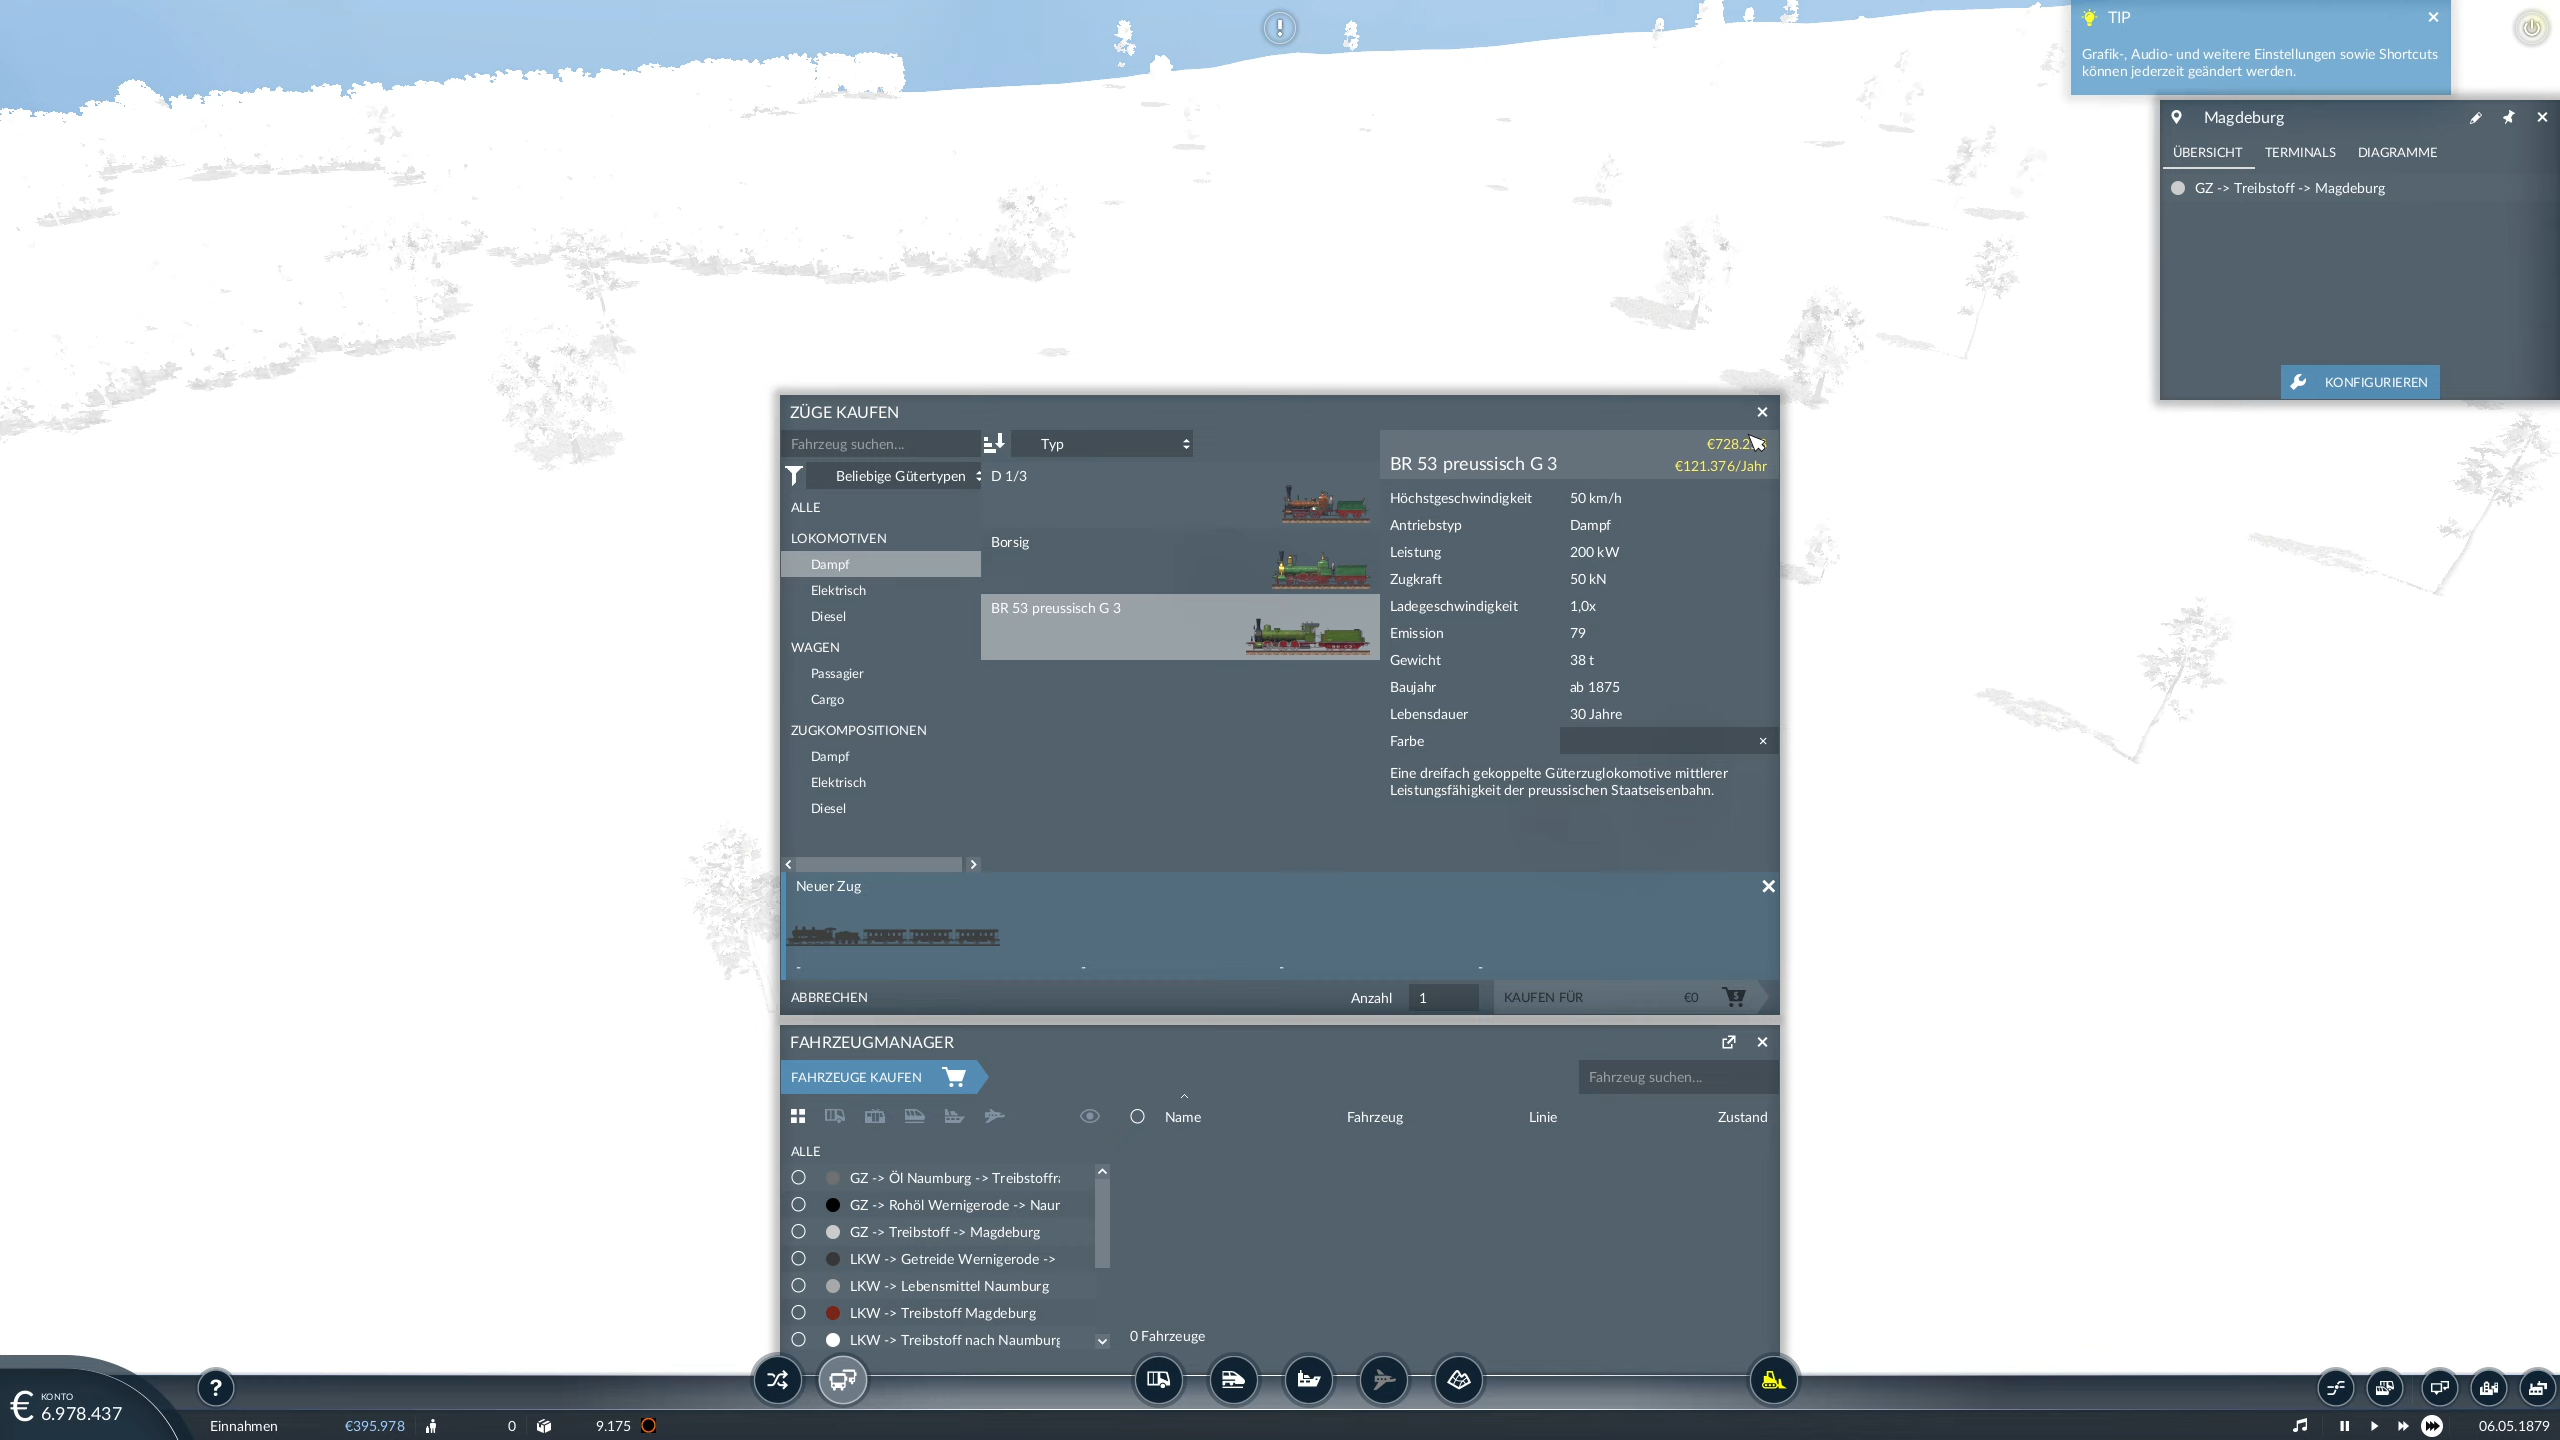 TIP
Grafik-, Audio- und weitere Einstellungen sowie Shortcuts
können jederzeit geändert werden.
Magdeburg
ÜBERSICHT TERMINALS DIAGRAMME
GZ -> Treibstoff -> Magdeburg
KONFIGURIEREN
ZÜGE KAUFEN
Fahrzeug suchen...
Typ
Beliebige Gütertypen
ALLE
LOKOMOTIVEN
Dampf
Elektrisch
Diesel
WAGEN
Passagier
Cargo
ZUGKOMPOSITIONEN
Dampf
Elektrisch
Diesel
D 1/3
Borsig
BR 53 preussisch G 3
BR 53 preussisch G 3
€121.376/Jahr
Höchstgeschwindigkeit 50 km/h
Antriebstyp Dampf
Leistung 200 kW
Zugkraft 50 kN
Ladegeschwindigkeit 1,0x
Emission 79
Gewicht 38 t
Baujahr ab 1875
Lebensdauer 30 Jahre
Farbe
Eine dreifach gekoppelte Güterzuglokomotive mittlerer
Leistungsfähigkeit der preussischen Staatseisenbahn.
Neuer Zug
- - - -
ABBRECHEN Anzahl 1 KAUFEN FÜR €0
FAHRZEUGMANAGER
FAHRZEUGE KAUFEN Fahrzeug suchen...
Name Fahrzeug Linie Zustand
ALLE
GZ -> Öl Naumburg -> Treibstoffr
GZ -> Rohöl Wernigerode -> Naur
GZ -> Treibstoff -> Magdeburg
LKW -> Getreide Wernigerode ->
LKW -> Lebensmittel Naumburg
LKW -> Treibstoff Magdeburg
LKW -> Treibstoff nach Naumburg
0 Fahrzeuge
€ KONTO
6.978.437
?
Einnahmen €395.978 0 9.175
06.05.1879